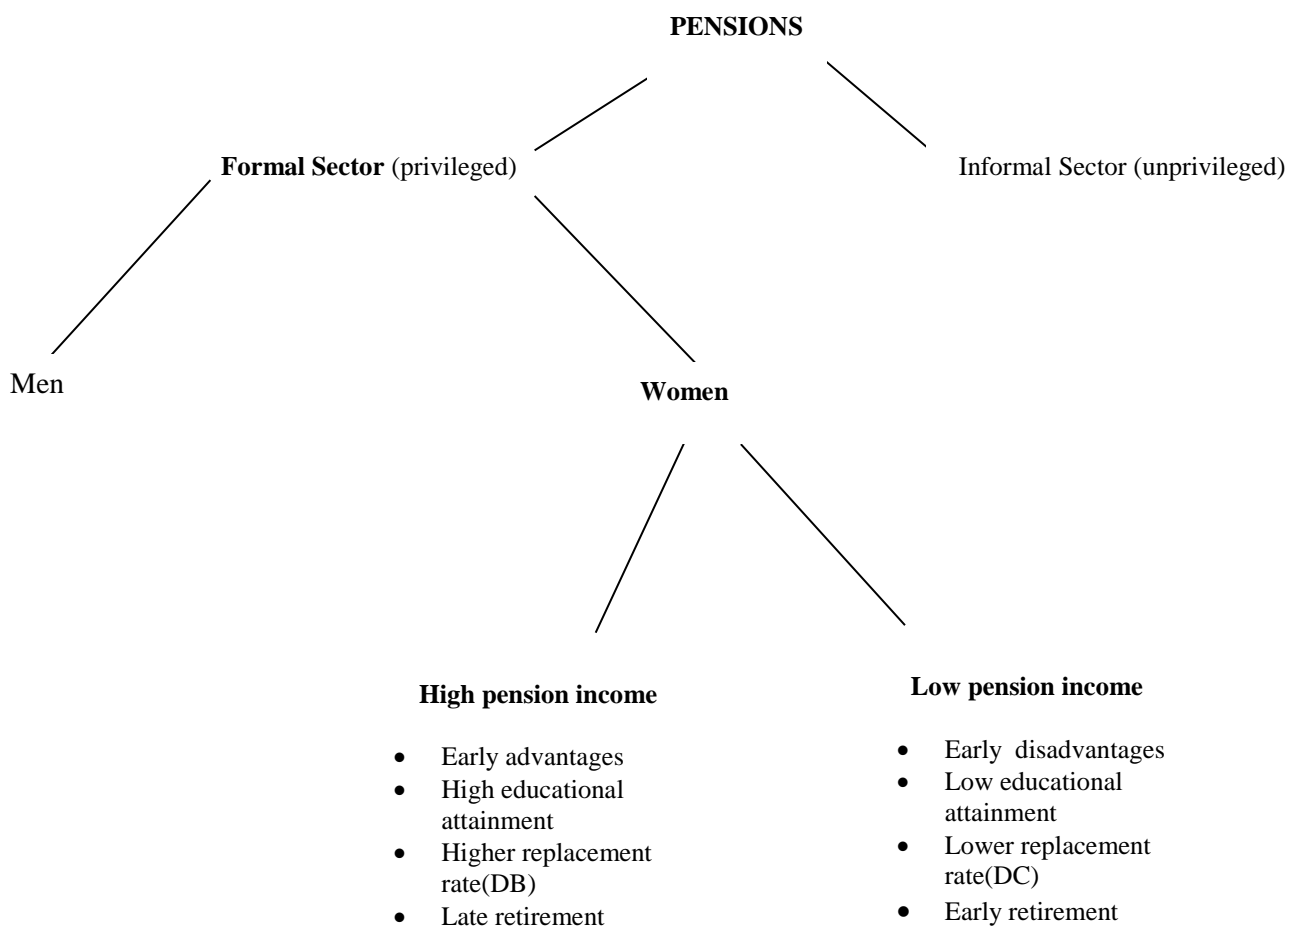 PENSIONS
Formal Sector (privileged)
Informal Sector (unprivileged)
Men
Women
High pension income
• Early advantages
• High educational
attainment
• Higher replacement
rate(DB)
• Late retirement
Low pension income
• Early  disadvantages
• Low educational
attainment
• Lower replacement
rate(DC)
• Early retirement